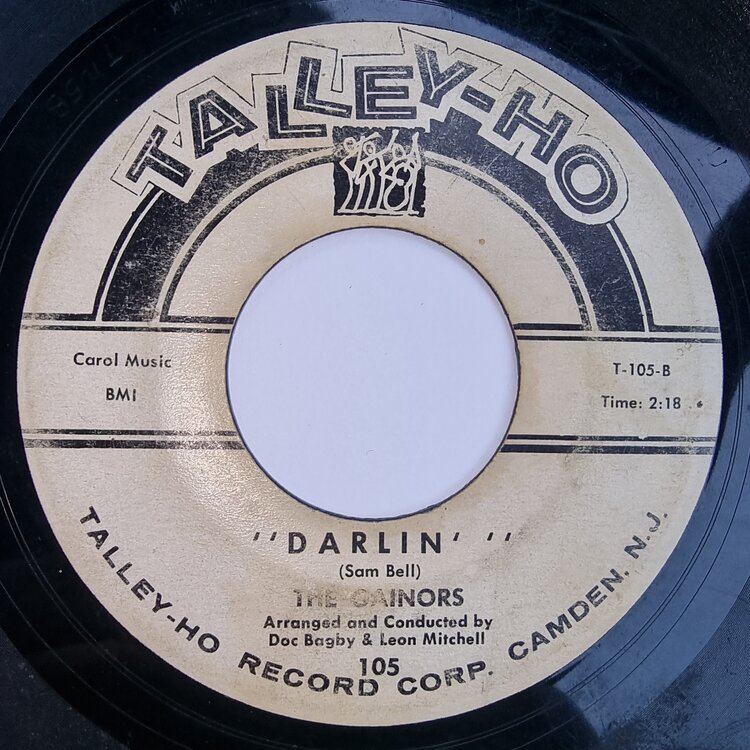 TALLEY-HO
Carol Music
BMI
T-105-B
Time: 2:18
"DARLIN' "
(Sam Bell)
THE GAINORS
Arranged and Conducted by
Doc Bagby & Leon Mitchell
105
TALLEY-HO RECORD CORP. CAMDEN, N.J.